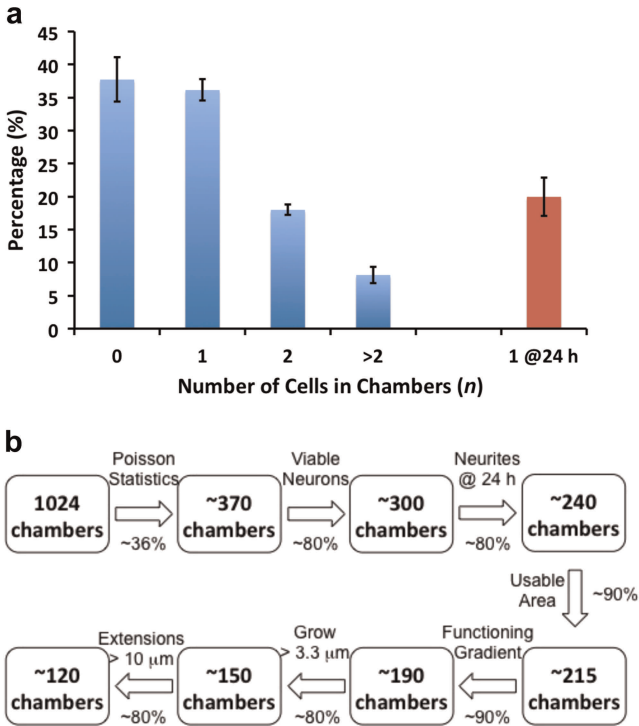 a
Percentage (%)
45
40
35
30
25
20
15
10
5
0
0 1 2 >2 1 @24 h
Number of Cells in Chambers (n)
b
1024
chambers
Poisson
Statistics
~36%
~370
chambers
Viable
Neurons
~80%
~300
chambers
Neurites
@ 24 h
~80%
~240
chambers
Usable
Area
~90%
~215
chambers
Functioning
Gradient
~90%
~190
chambers
Grow
> 3.3 μm
~80%
~150
chambers
Extensions
> 10 μm
~80%
~120
chambers